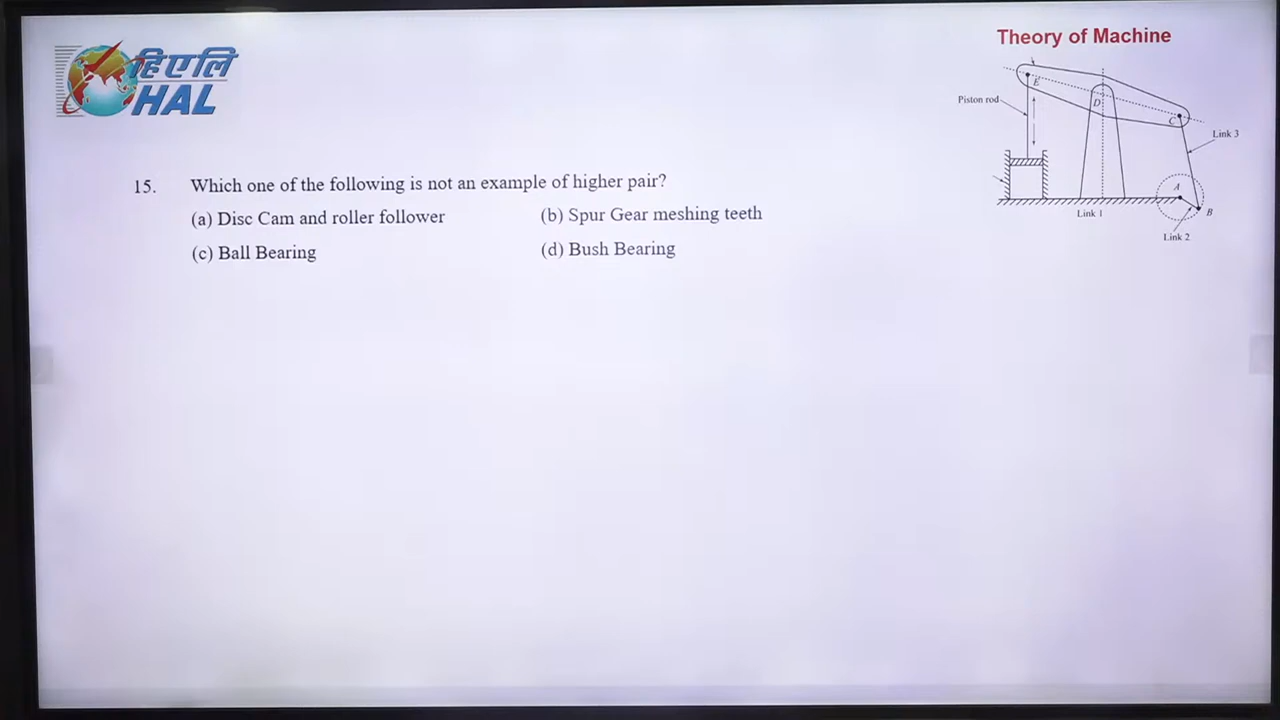 हिएलि
HAL
Theory of Machine
E
Piston rod
D
C
Link 3
A
Link 1
B
Link 2
15. Which one of the following is not an example of higher pair?
(a) Disc Cam and roller follower (b) Spur Gear meshing teeth
(c) Ball Bearing (d) Bush Bearing